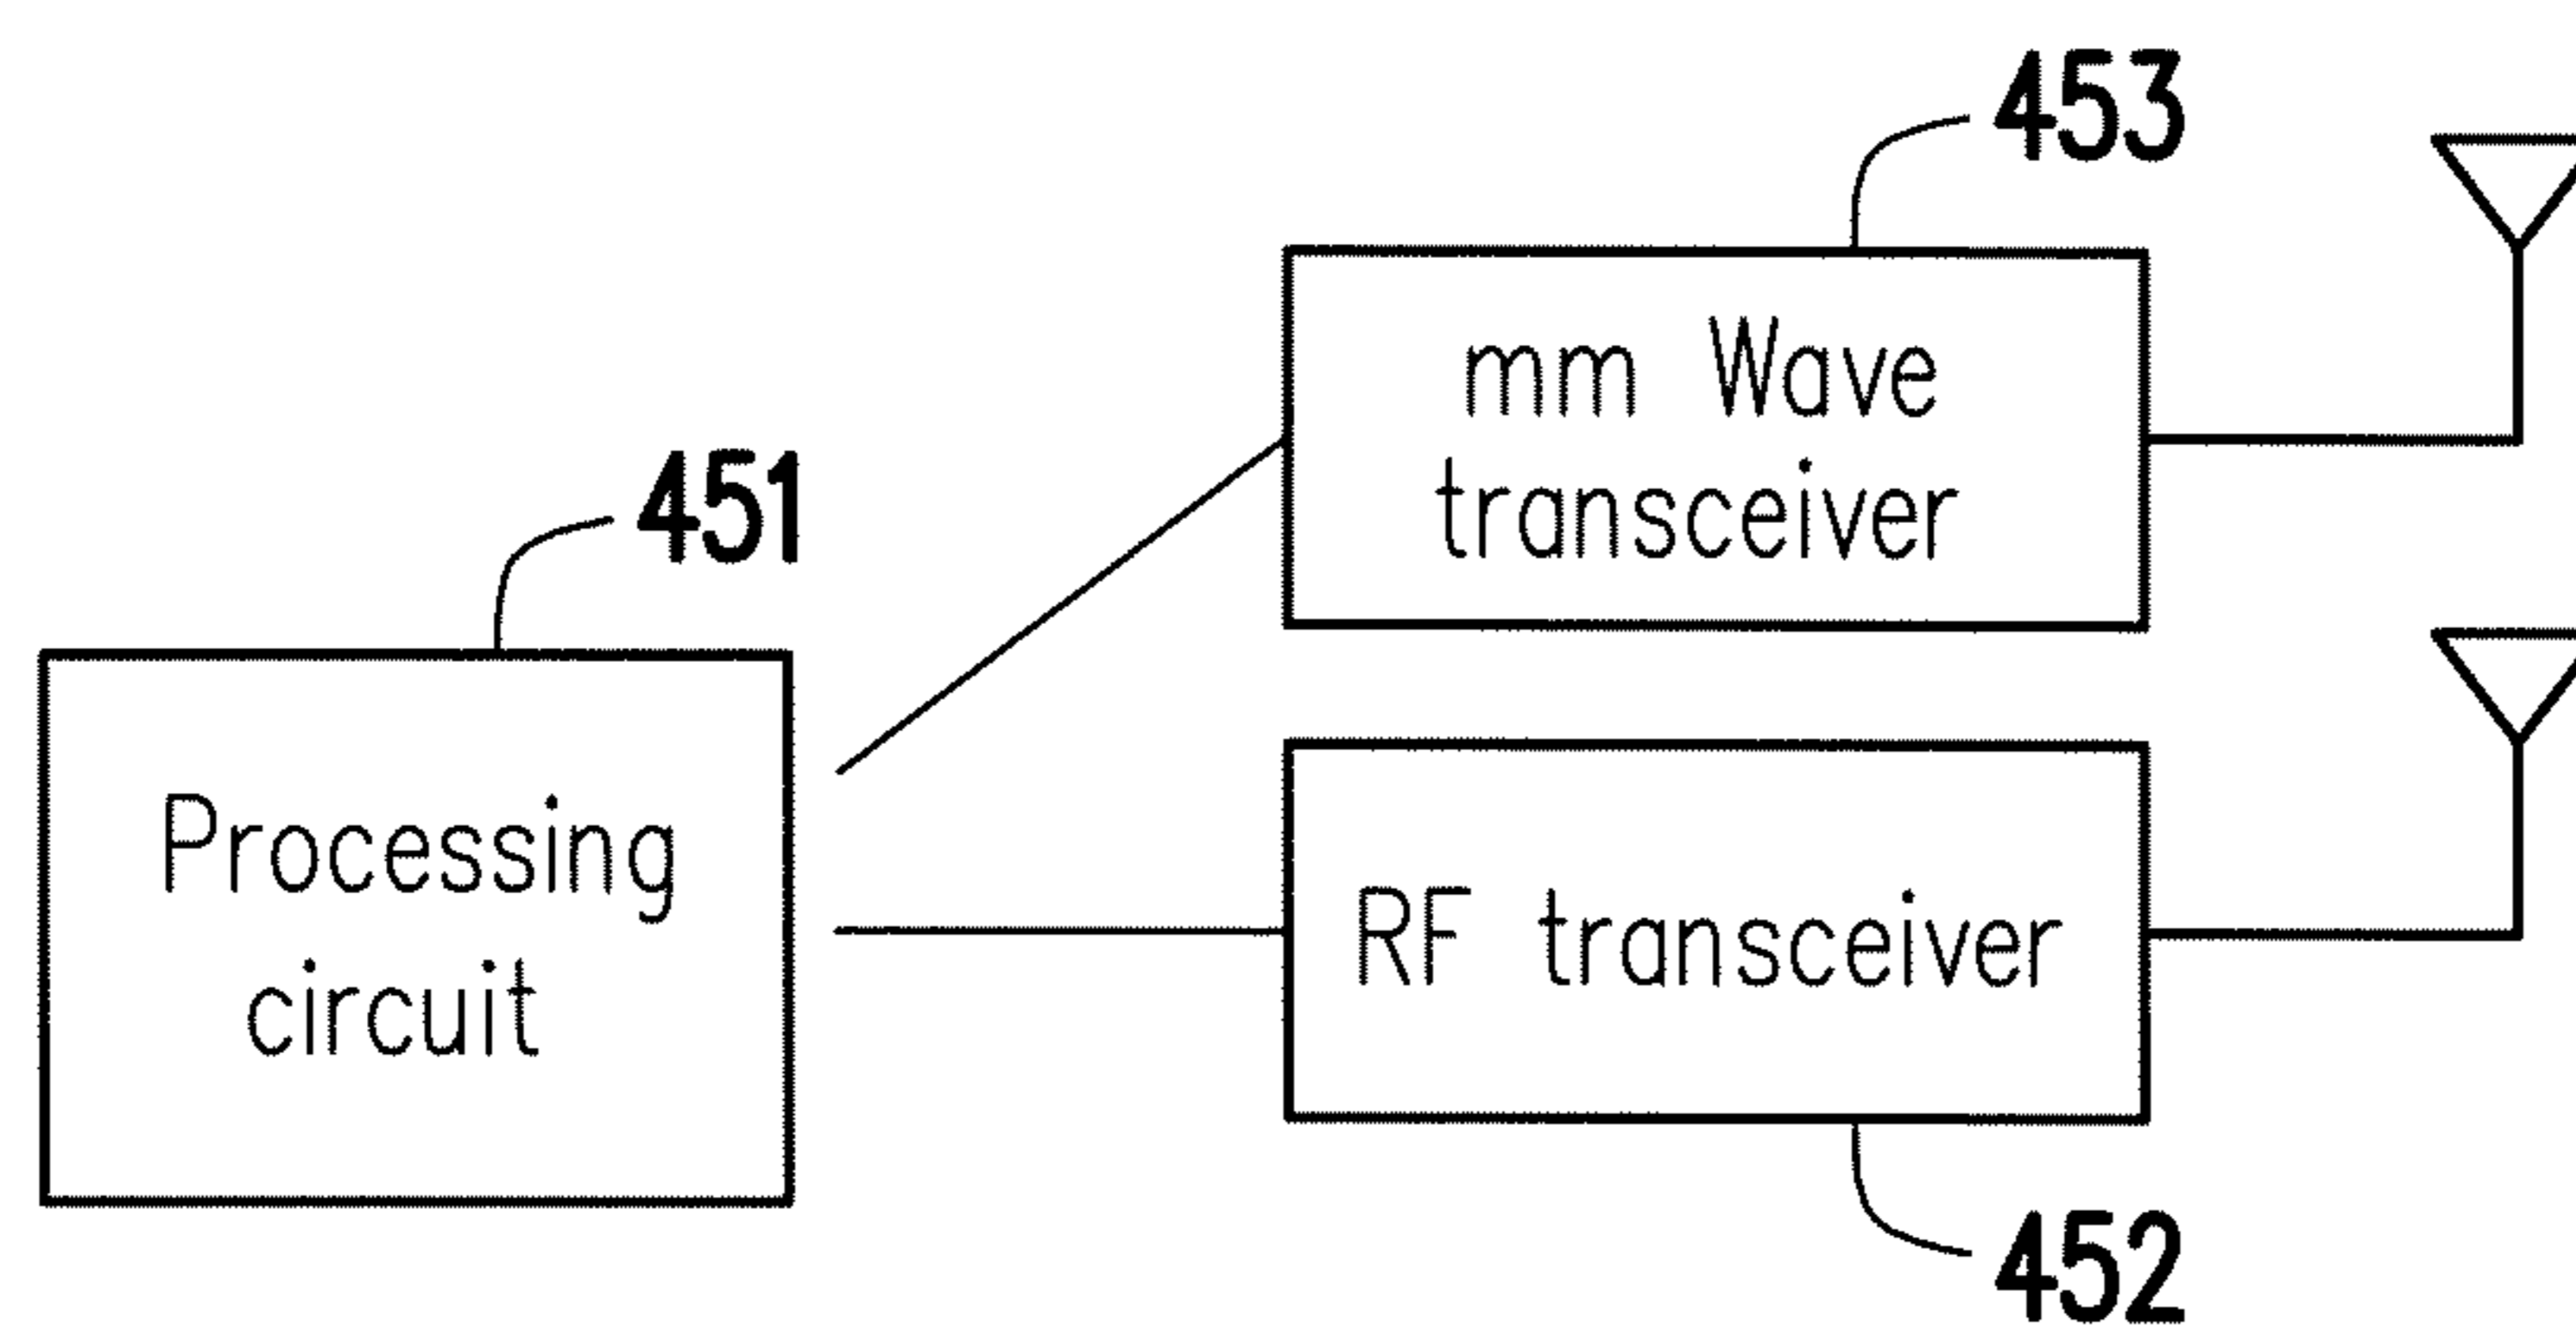 453
mm Wave
transceiver
451
Processing
circuit
RF transceiver
452